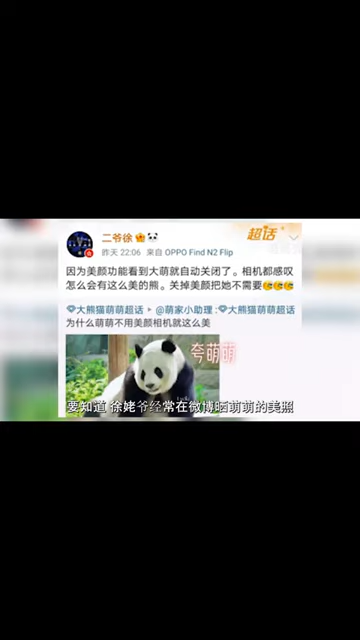 二爷徐
超话
昨天 22:06 来自 OPPO Find N2 Flip
因为美颜功能看到大萌就自动关闭了。相机都感叹
怎么会有这么美的熊。关掉美颜把她不需要
大熊猫萌萌超话 ▸ @萌家小助理:大熊猫萌萌超话
为什么萌萌不用美颜相机就这么美
夸萌萌
要知道 徐姥爷经常在微博晒萌萌的美照